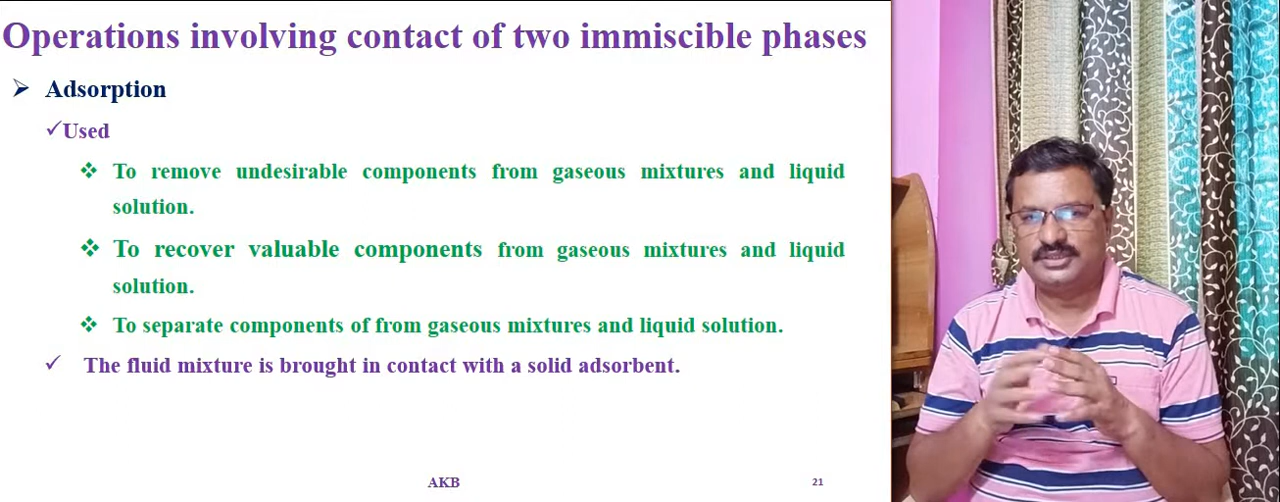 Operations involving contact of two immiscible phases
Adsorption
Used
To remove undesirable components from gaseous mixtures and liquid
solution.
To recover valuable components from gaseous mixtures and liquid
solution.
To separate components of from gaseous mixtures and liquid solution.
The fluid mixture is brought in contact with a solid adsorbent.
AKB
21